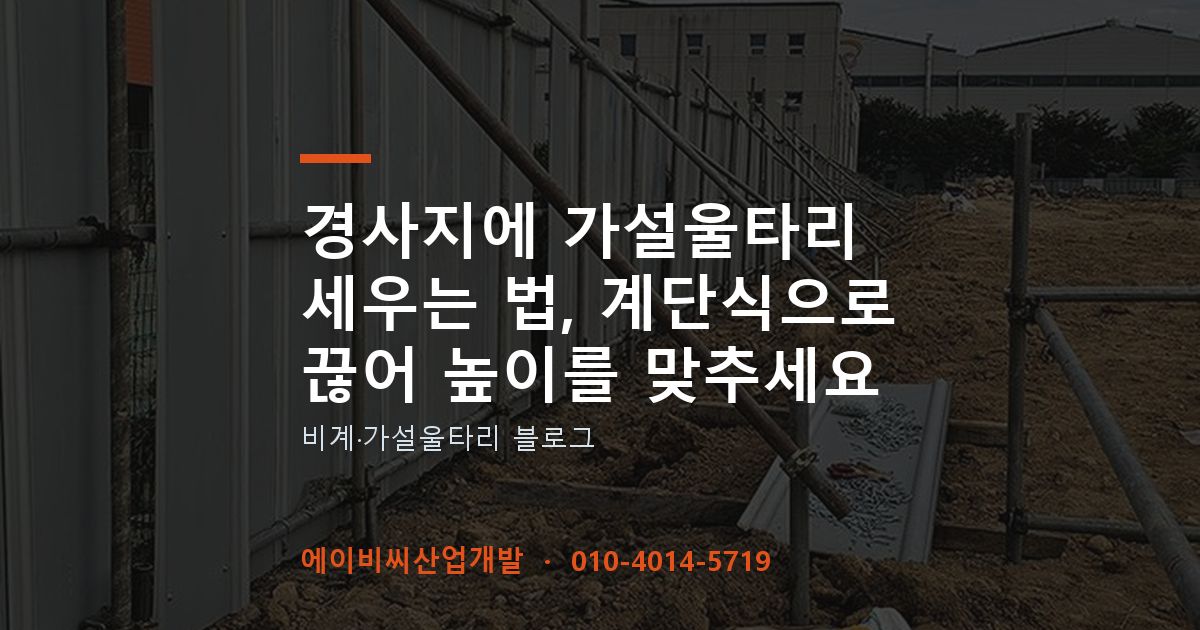 경사지에 가설울타리
세우는 법, 계단식으로
끊어 높이를 맞추세요
비계·가설울타리 블로그
에이비씨산업개발 · 010-4014-5719